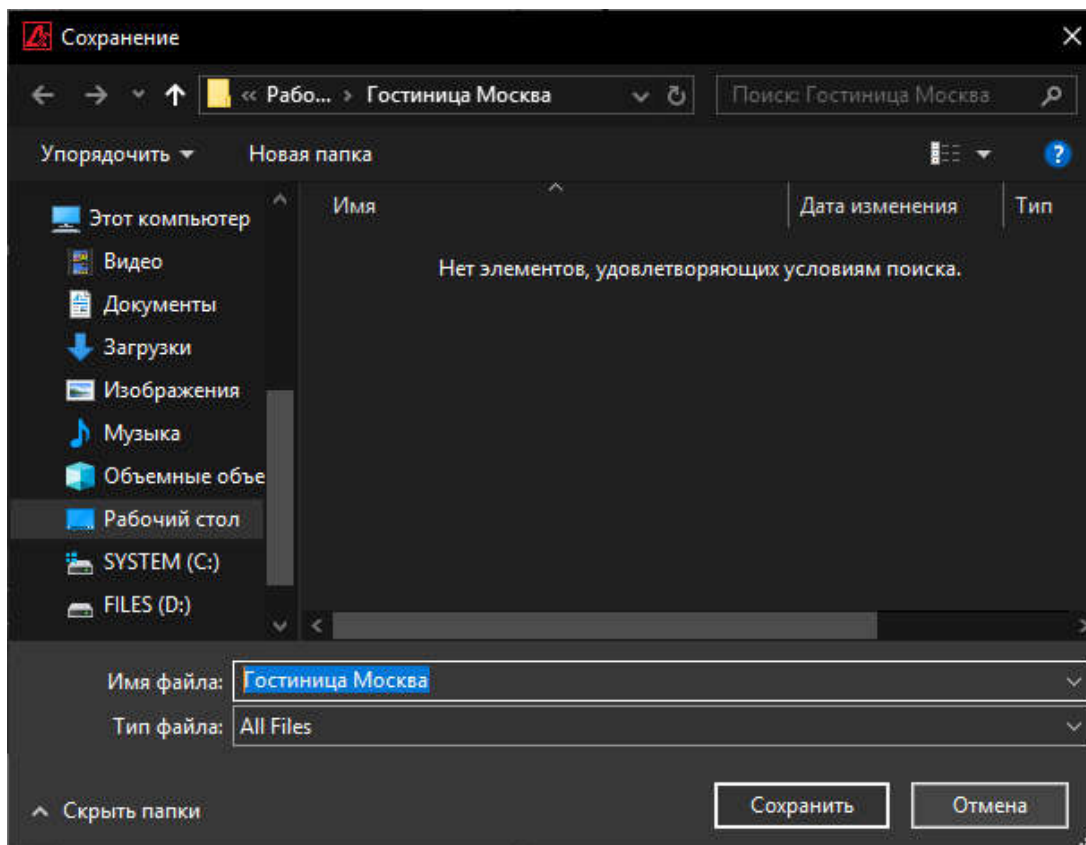 Сохранение
« Рабо... › Гостиница Москва
Поиск: Гостиница Москва
Упорядочить
Новая папка
Имя
Дата изменения
Тип
Нет элементов, удовлетворяющих условиям поиска.
Этот компьютер
Видео
Документы
Загрузки
Изображения
Музыка
Объемные объе
Рабочий стол
SYSTEM (C:)
FILES (D:)
Имя файла: Гостиница Москва
Тип файла: All Files
Скрыть папки
Сохранить
Отмена